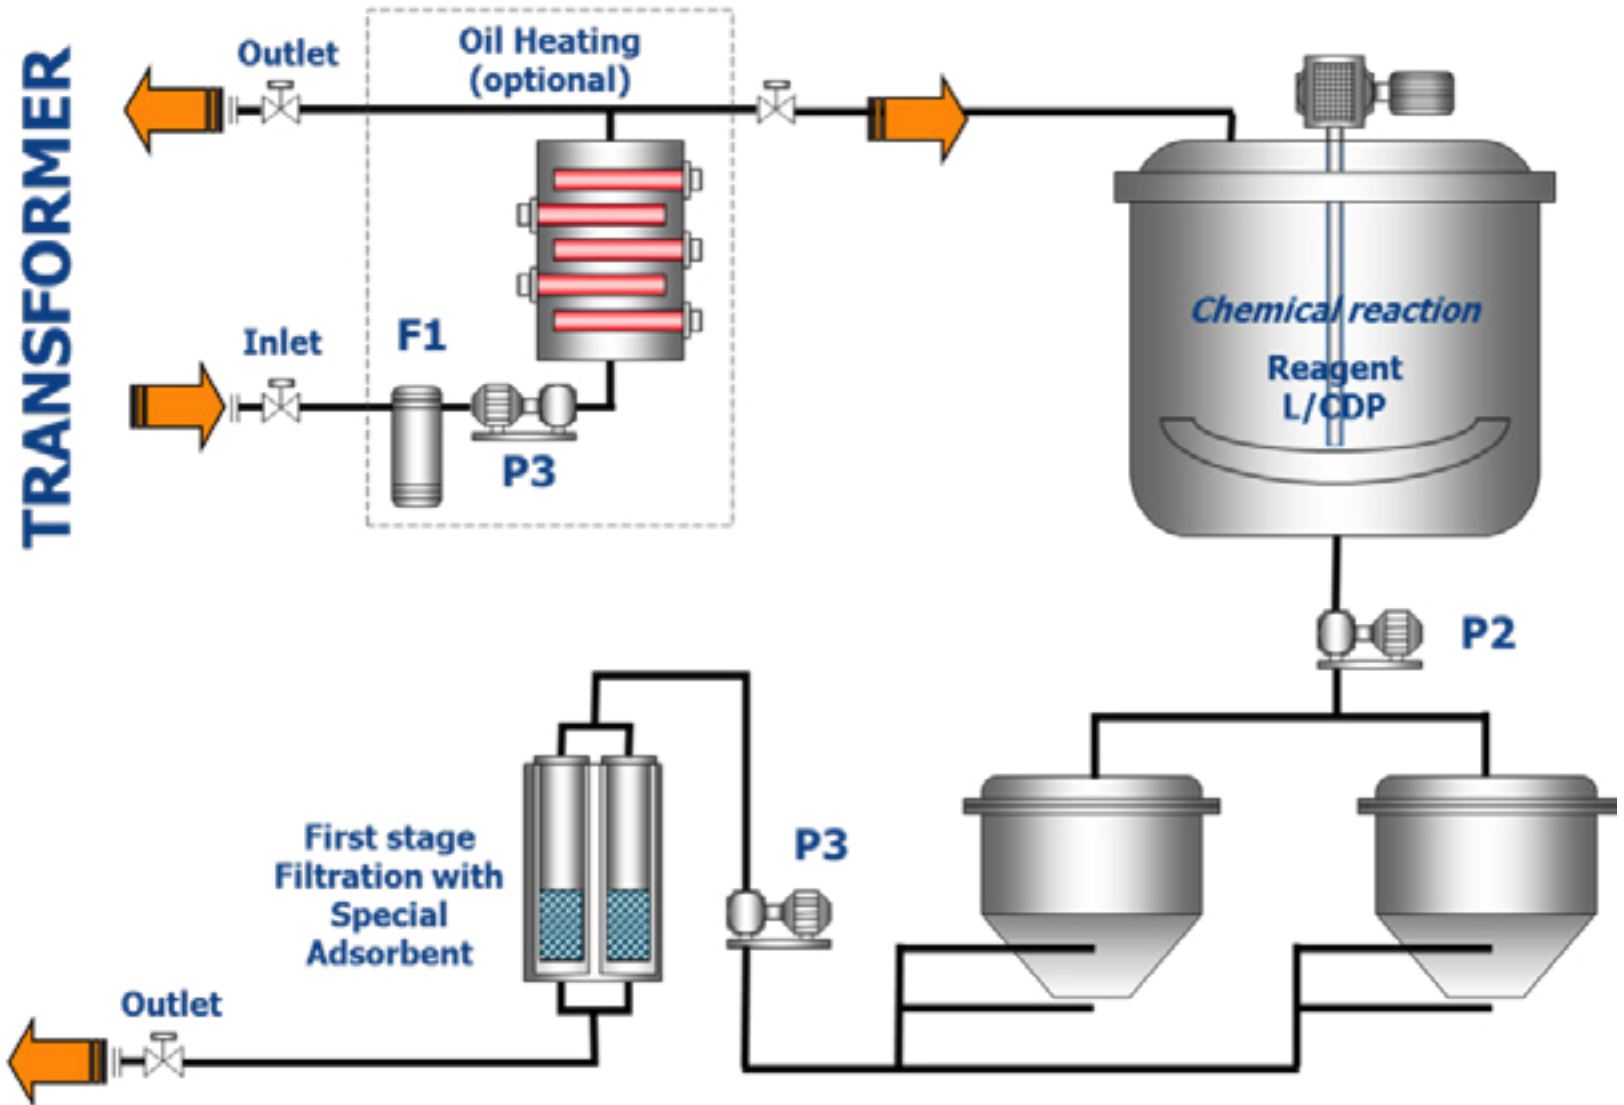 TRANSFORMER
Outlet
Oil Heating
(optional)
Inlet
F1
P3
Chemical reaction
Reagent
L/CDP
P2
First stage
Filtration with
Special
Adsorbent
P3
Outlet